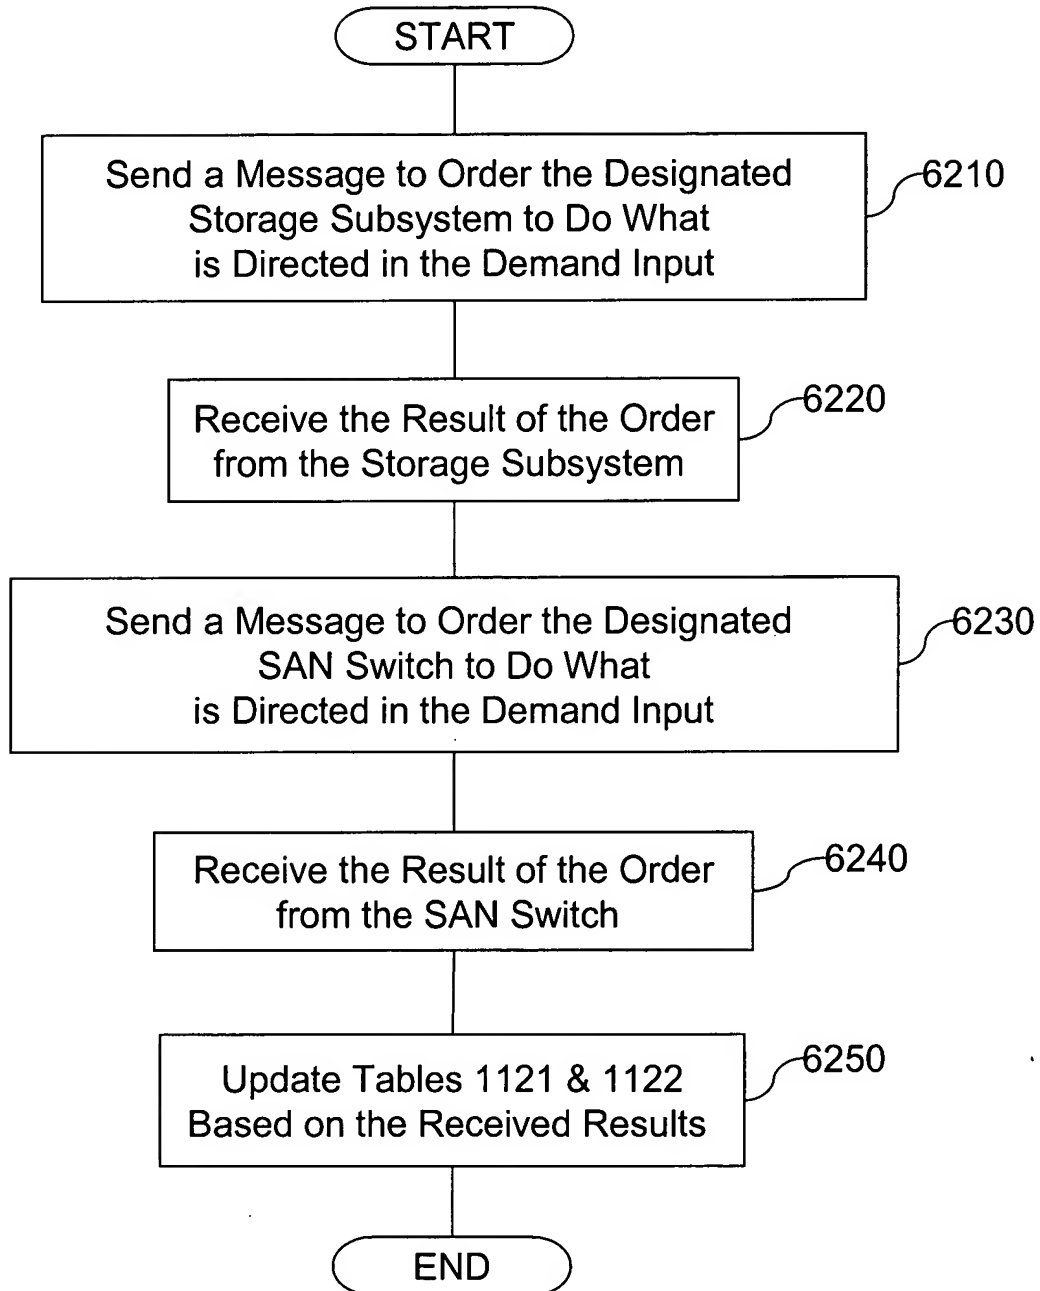 START
Send a Message to Order the Designated
Storage Subsystem to Do What
is Directed in the Demand Input
6210
Receive the Result of the Order
from the Storage Subsystem
6220
Send a Message to Order the Designated
SAN Switch to Do What
is Directed in the Demand Input
6230
Receive the Result of the Order
from the SAN Switch
6240
Update Tables 1121 & 1122
Based on the Received Results
6250
END